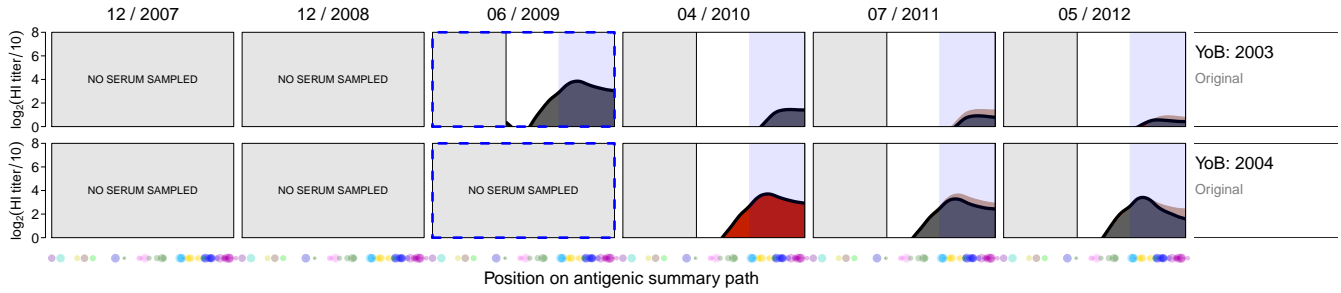 12 / 2007 12 / 2008 06 / 2009 04 / 2010 07 / 2011 05 / 2012
log₂(HI titer/10) 8 6 4 2 0 NO SERUM SAMPLED NO SERUM SAMPLED YoB: 2003
Original
log₂(HI titer/10) 8 6 4 2 0 NO SERUM SAMPLED NO SERUM SAMPLED NO SERUM SAMPLED YoB: 2004
Original
Position on antigenic summary path